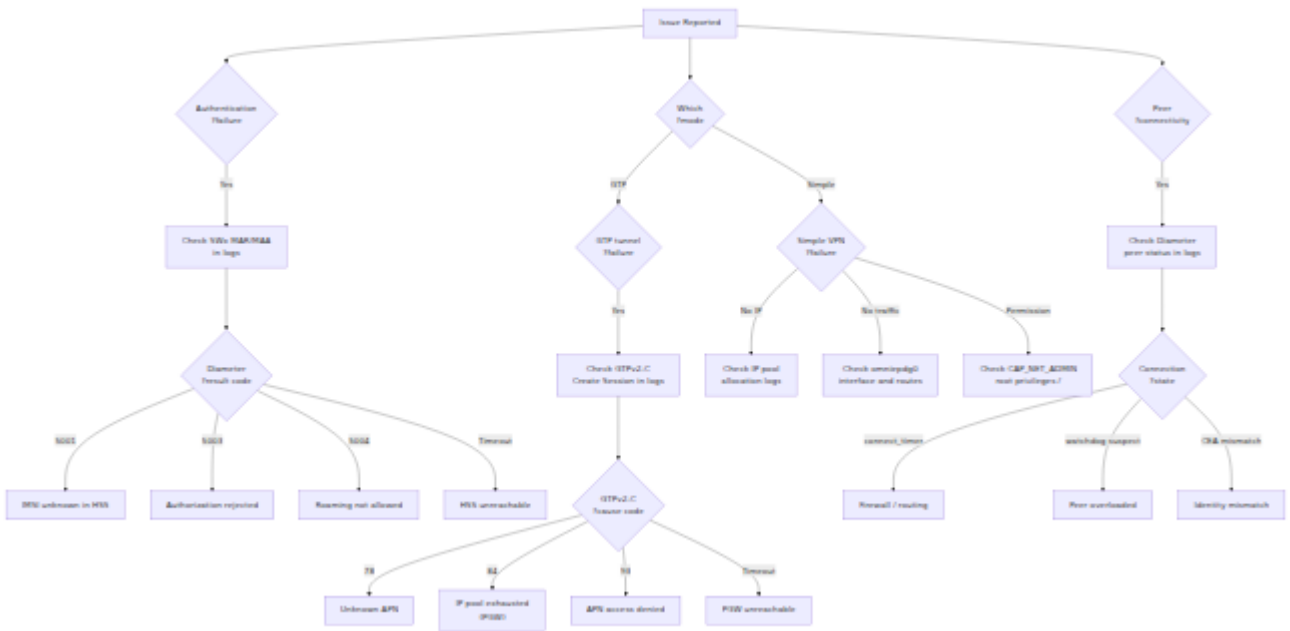 Issue Reported
Authentication
?failure
Which
?mode
Peer
?connectivity
Yes
GTP
Simple
Yes
Check SWx MAR/MAA
in logs
GTP tunnel
?failure
Simple VPN
?failure
Check Diameter
peer status in logs
Yes
No IP
No traffic
Permission
Diameter
?result code
Check GTPv2-C
Create Session in logs
Check IP pool
allocation logs
Check omniepdg0
interface and routes
Check CAP_NET_ADMIN
root privileges /
Connection
?state
5001
5003
5004
Timeout
connect_timer
watchdog suspect
CEA mismatch
IMSI unknown in HSS
Authorization rejected
Roaming not allowed
HSS unreachable
GTPv2-C
?cause code
Firewall / routing
Peer overloaded
Identity mismatch
78
84
93
Timeout
Unknown APN
IP pool exhausted
(PGW)
APN access denied
PGW unreachable